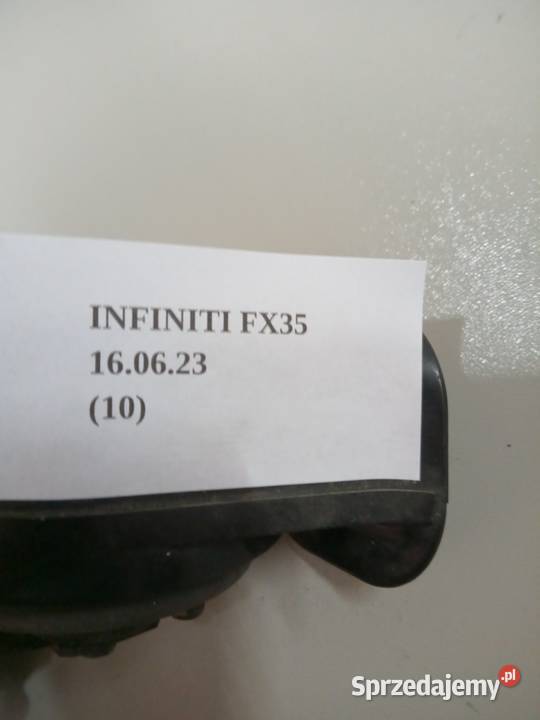 INFINITI FX35
16.06.23
(10)
Sprzedajemy.pl